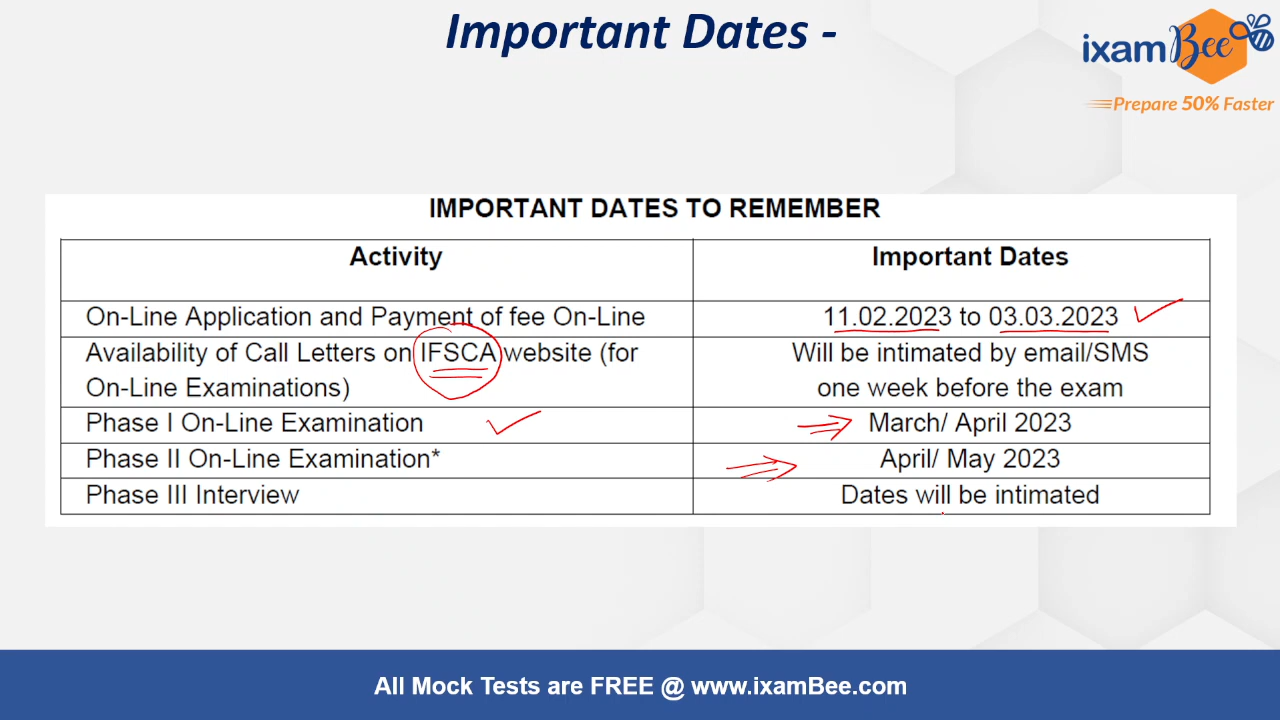 Important Dates -
ixamBee
Prepare 50% Faster
IMPORTANT DATES TO REMEMBER
Activity
Important Dates
On-Line Application and Payment of fee On-Line
11.02.2023 to 03.03.2023
Availability of Call Letters on IFSCA website (for
On-Line Examinations)
Will be intimated by email/SMS
one week before the exam
Phase I On-Line Examination
March/ April 2023
Phase II On-Line Examination*
April/ May 2023
Phase III Interview
Dates will be intimated
All Mock Tests are FREE @ www.ixamBee.com